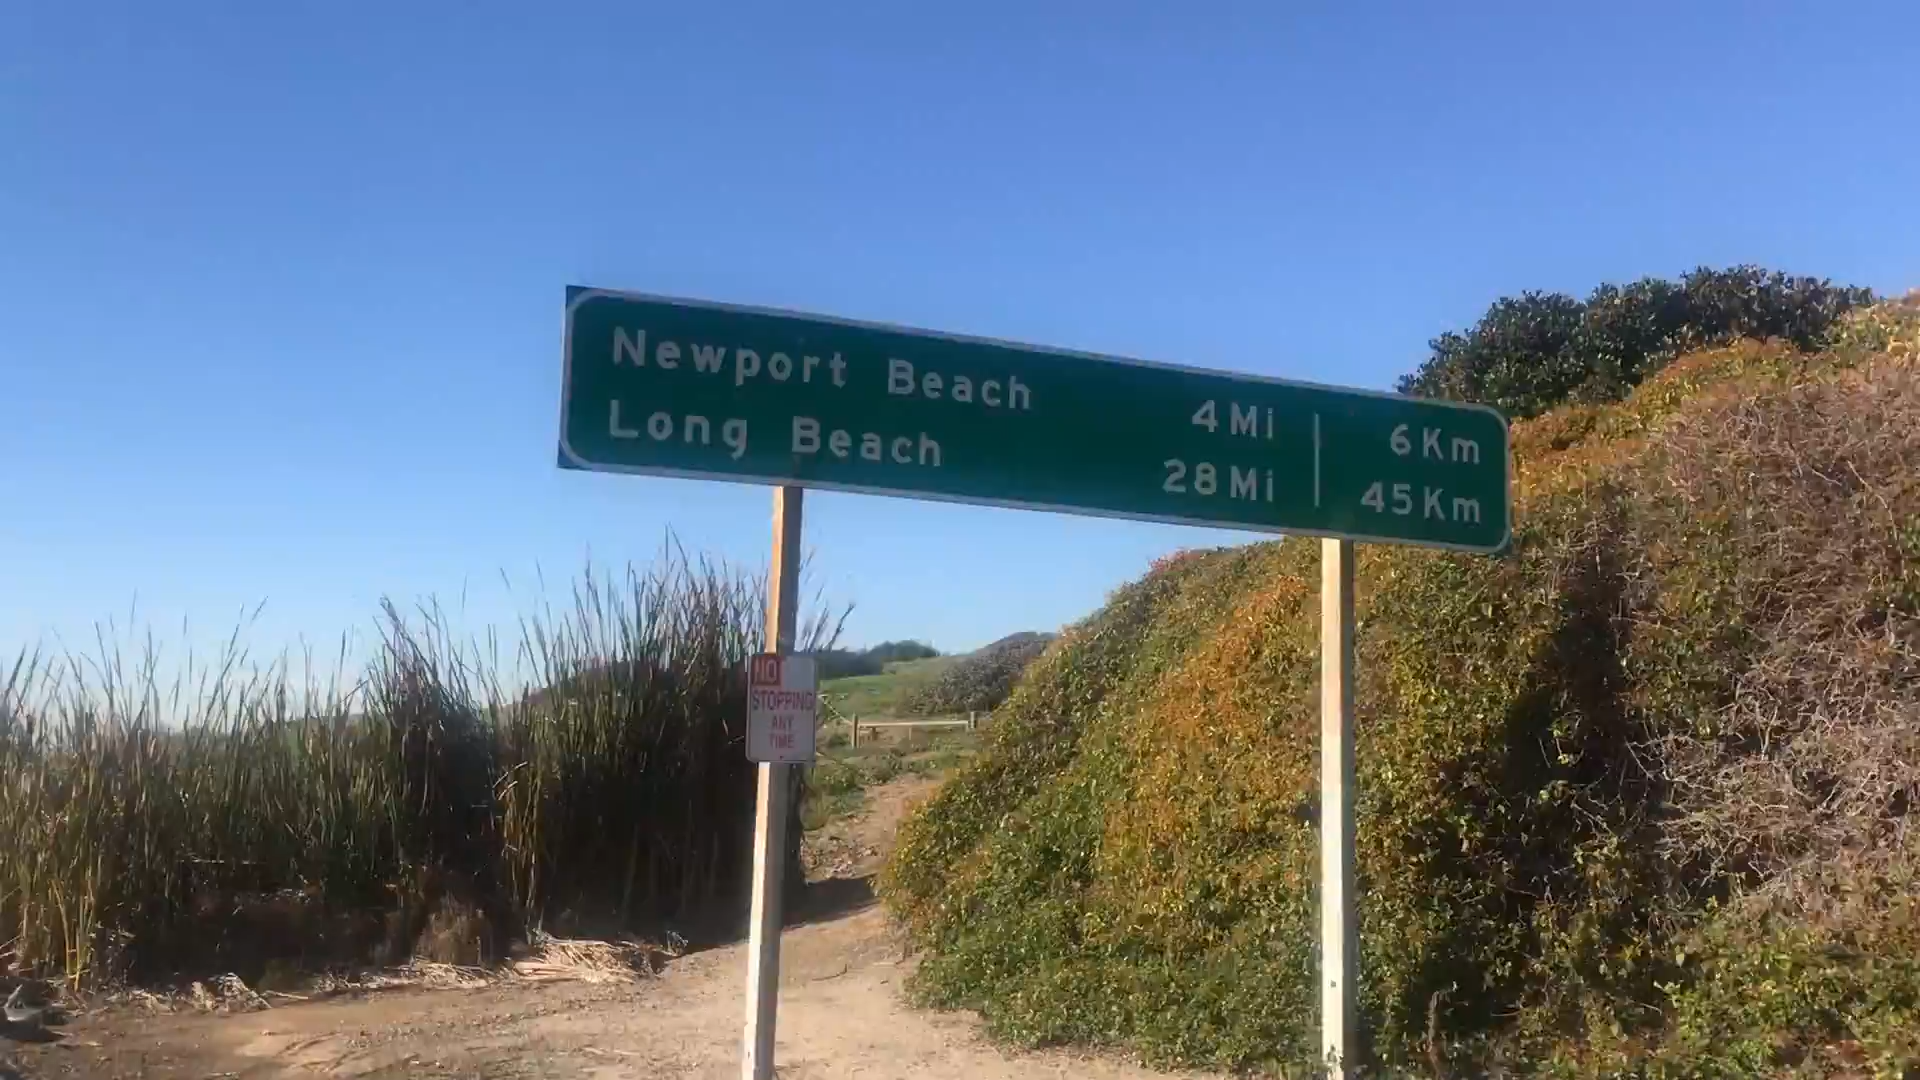 Newport Beach 4 Mi 6 Km
Long Beach 28 Mi 45 Km
NO
STOPPING
ANY
TIME